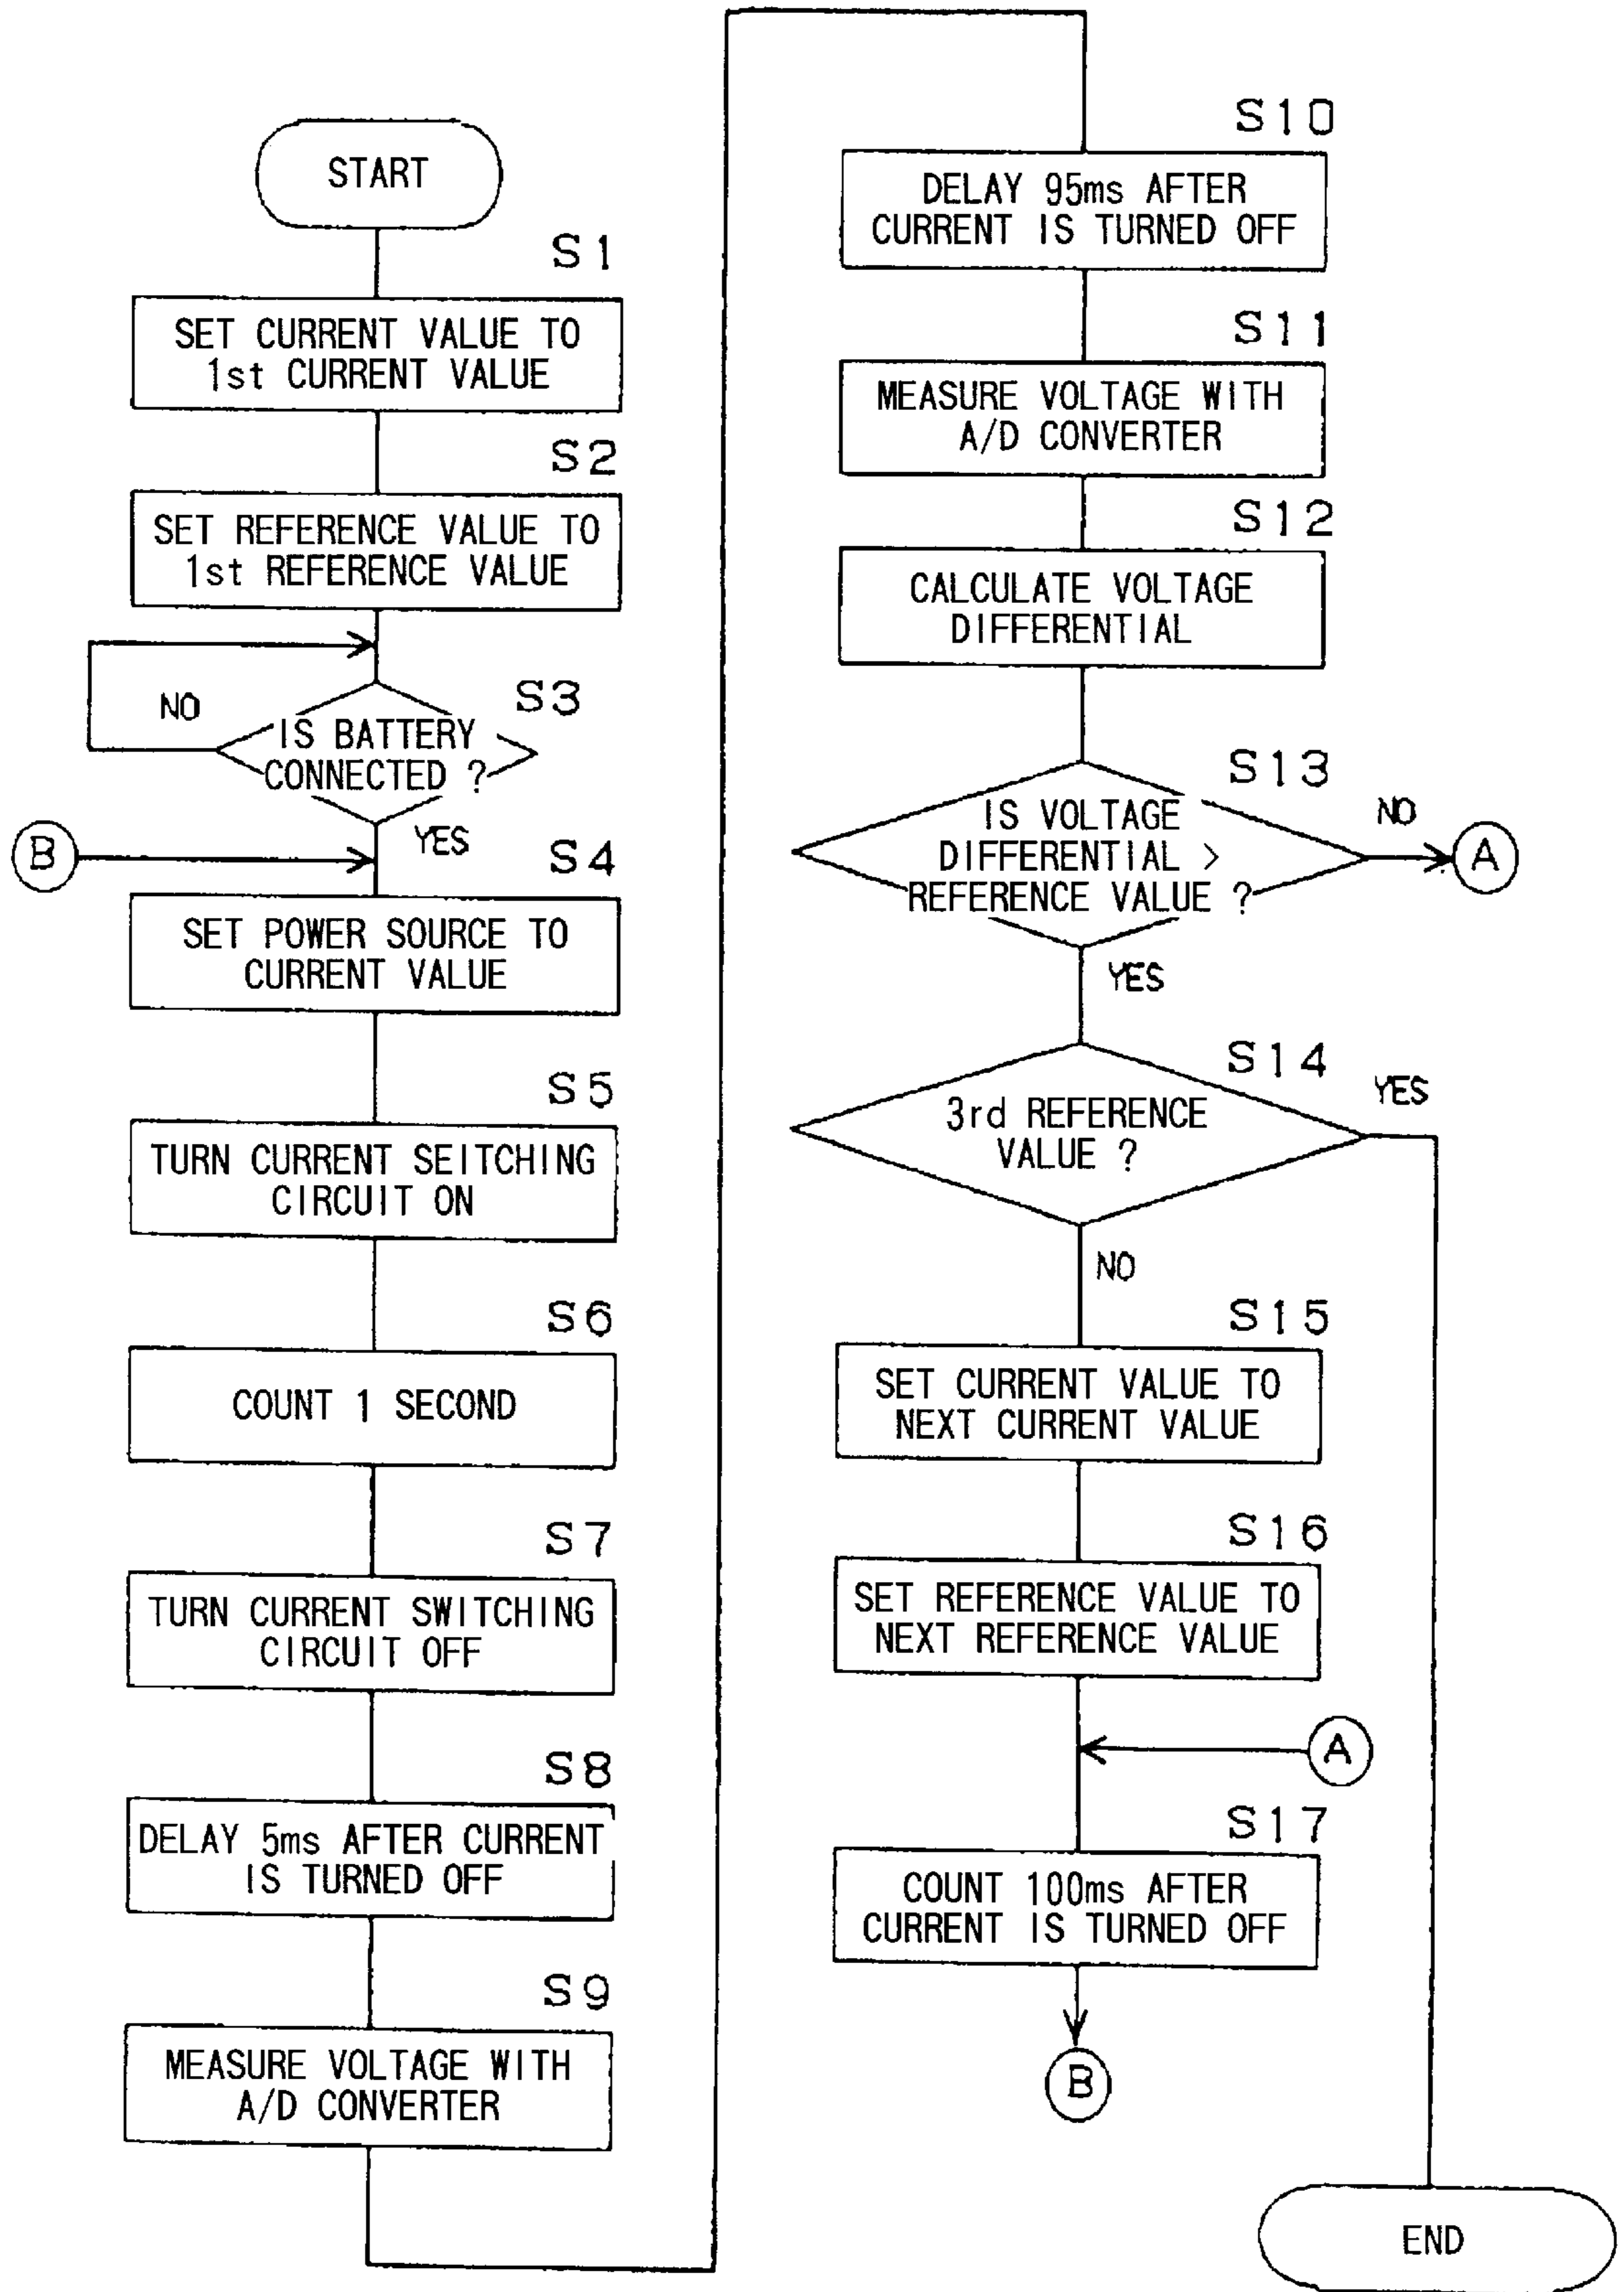 START
S1
SET CURRENT VALUE TO
1st CURRENT VALUE
S2
SET REFERENCE VALUE TO
1st REFERENCE VALUE
S3
NO
IS BATTERY
CONNECTED ?
YES
B
S4
SET POWER SOURCE TO
CURRENT VALUE
S5
TURN CURRENT SEITCHING
CIRCUIT ON
S6
COUNT 1 SECOND
S7
TURN CURRENT SWITCHING
CIRCUIT OFF
S8
DELAY 5ms AFTER CURRENT
IS TURNED OFF
S9
MEASURE VOLTAGE WITH
A/D CONVERTER
S10
DELAY 95ms AFTER
CURRENT IS TURNED OFF
S11
MEASURE VOLTAGE WITH
A/D CONVERTER
S12
CALCULATE VOLTAGE
DIFFERENTIAL
S13
IS VOLTAGE
DIFFERENTIAL >
REFERENCE VALUE ?
NO
A
YES
S14
3rd REFERENCE
VALUE ?
YES
NO
S15
SET CURRENT VALUE TO
NEXT CURRENT VALUE
S16
SET REFERENCE VALUE TO
NEXT REFERENCE VALUE
A
S17
COUNT 100ms AFTER
CURRENT IS TURNED OFF
B
END